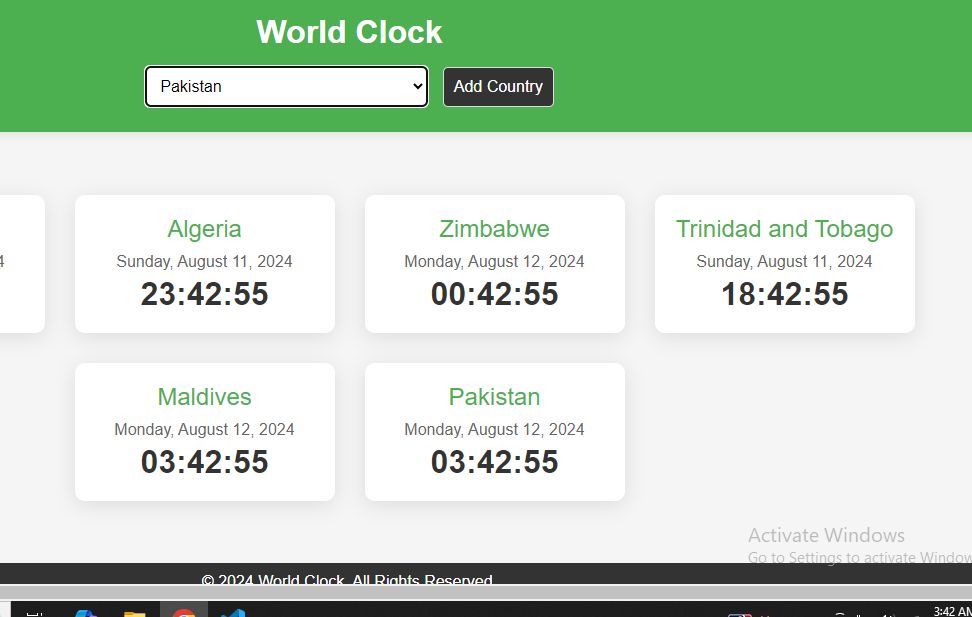 World Clock
Pakistan
Add Country
4
Algeria
Sunday, August 11, 2024
23:42:55
Zimbabwe
Monday, August 12, 2024
00:42:55
Trinidad and Tobago
Sunday, August 11, 2024
18:42:55
Maldives
Monday, August 12, 2024
03:42:55
Pakistan
Monday, August 12, 2024
03:42:55
Activate Windows
Go to Settings to activate Window
© 2024 World Clock. All Rights Reserved
3:42 AM